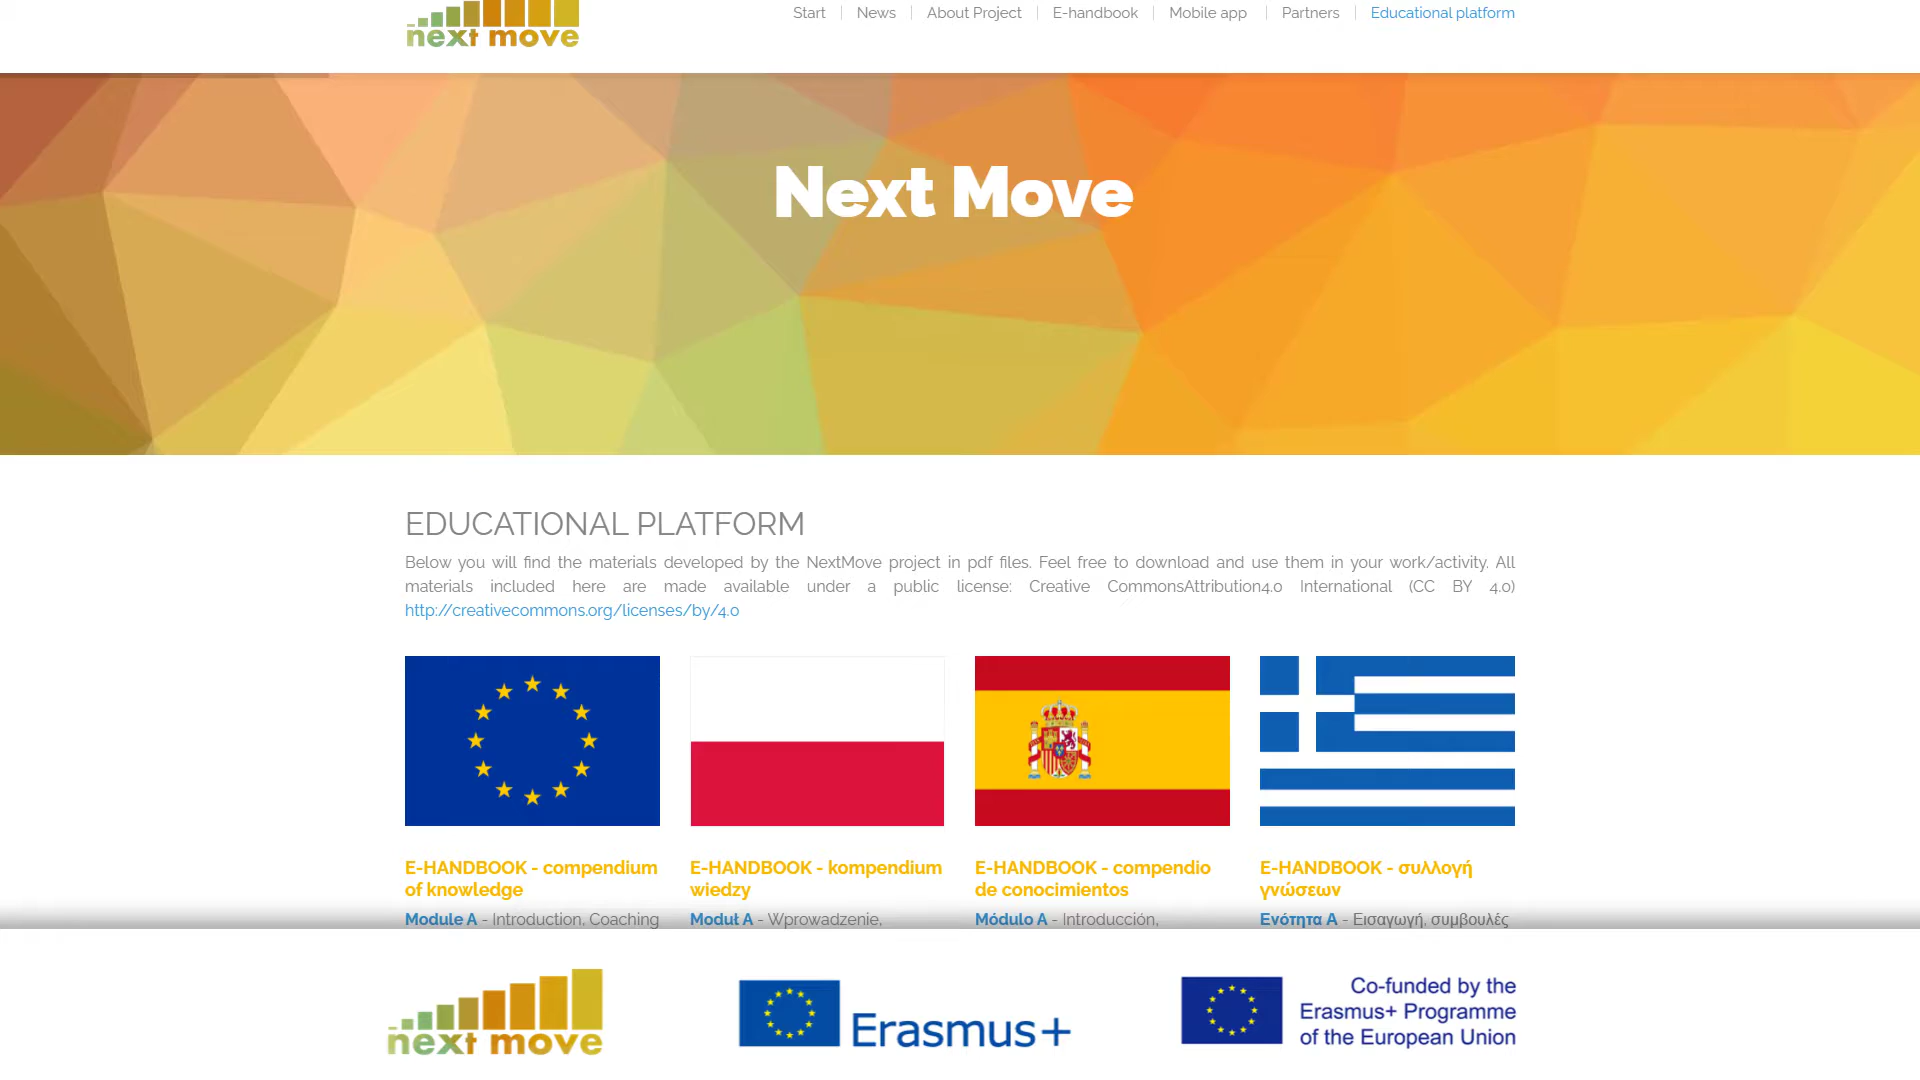 next move
Start
News
About Project
E-handbook
Mobile app
Partners
Educational platform
Next Move
EDUCATIONAL PLATFORM
Below you will find the materials developed by the NextMove project in pdf files. Feel free to download and use them in your work/activity. All
materials included here are made available under a public license: Creative CommonsAttribution4.0 International (CC BY 4.0)
http://creativecommons.org/licenses/by/4.0
E-HANDBOOK - compendium
of knowledge
Module A - Introduction, Coaching
E-HANDBOOK - kompendium
wiedzy
Moduł A - Wprowadzenie,
E-HANDBOOK - compendio
de conocimientos
Módulo A - Introducción,
E-HANDBOOK - συλλογή
γνώσεων
Ενότητα A - Εισαγωγή, συμβουλές
next move
Erasmus+
Co-funded by the
Erasmus+ Programme
of the European Union